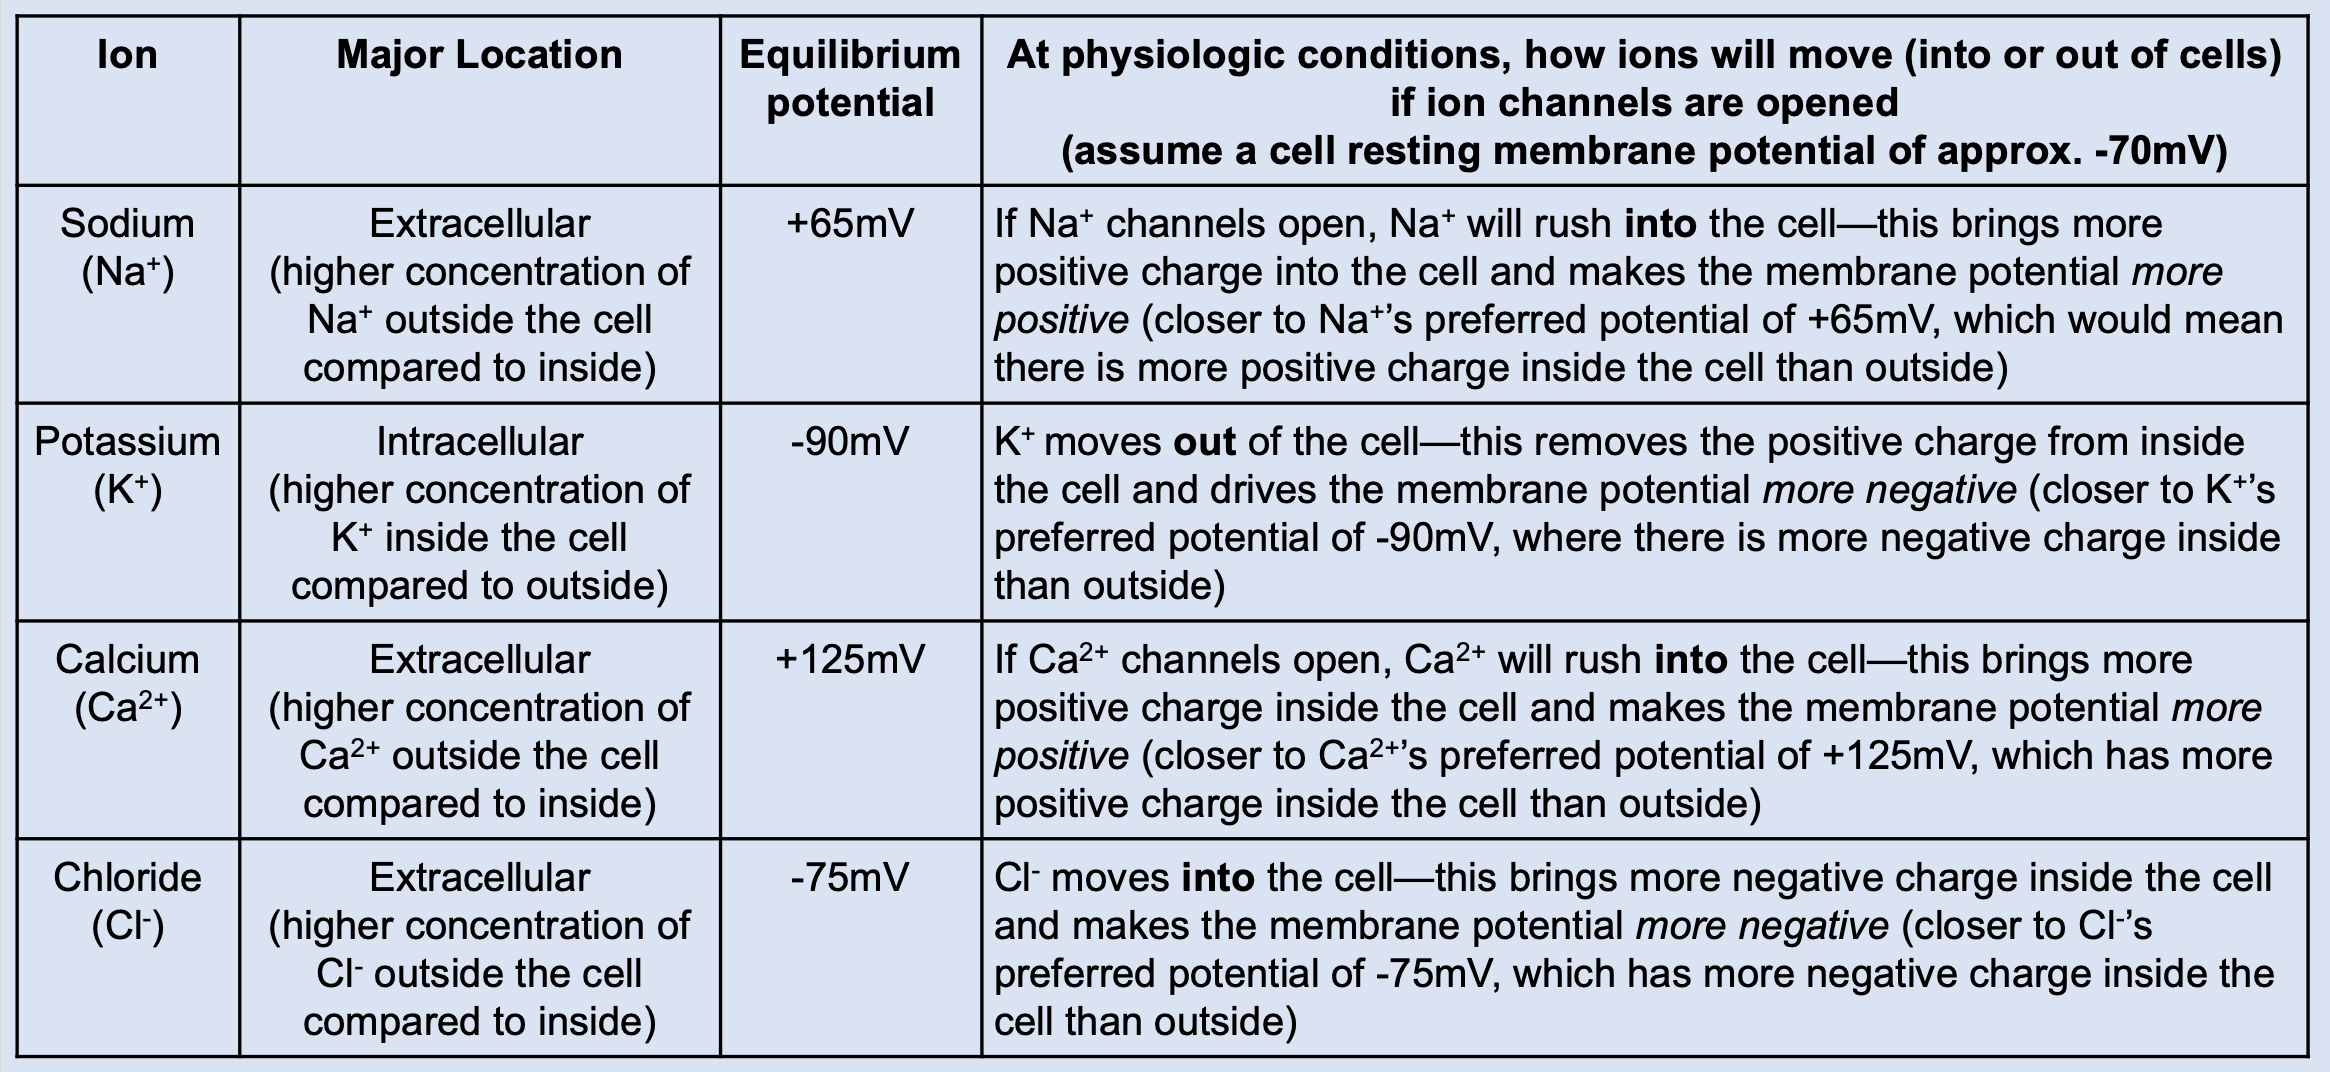 Ion
Major Location
Equilibrium
potential
At physiologic conditions, how ions will move (into or out of cells)
if ion channels are opened
(assume a cell resting membrane potential of approx. -70mV)
Sodium
(Na⁺)
Extracellular
(higher concentration of
Na⁺ outside the cell
compared to inside)
+65mV
If Na⁺ channels open, Na⁺ will rush into the cell—this brings more
positive charge into the cell and makes the membrane potential more
positive (closer to Na⁺’s preferred potential of +65mV, which would mean
there is more positive charge inside the cell than outside)
Potassium
(K⁺)
Intracellular
(higher concentration of
K⁺ inside the cell
compared to outside)
-90mV
K⁺ moves out of the cell—this removes the positive charge from inside
the cell and drives the membrane potential more negative (closer to K⁺’s
preferred potential of -90mV, where there is more negative charge inside
than outside)
Calcium
(Ca²⁺)
Extracellular
(higher concentration of
Ca²⁺ outside the cell
compared to inside)
+125mV
If Ca²⁺ channels open, Ca²⁺ will rush into the cell—this brings more
positive charge inside the cell and makes the membrane potential more
positive (closer to Ca²⁺’s preferred potential of +125mV, which has more
positive charge inside the cell than outside)
Chloride
(Cl⁻)
Extracellular
(higher concentration of
Cl⁻ outside the cell
compared to inside)
-75mV
Cl⁻ moves into the cell—this brings more negative charge inside the cell
and makes the membrane potential more negative (closer to Cl⁻’s
preferred potential of -75mV, which has more negative charge inside the
cell than outside)